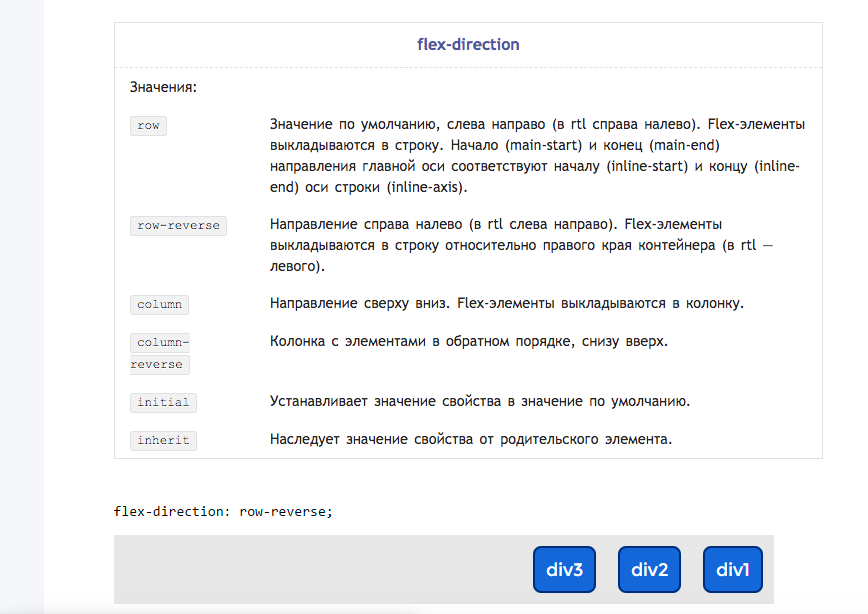 flex-direction
Значения:
row
Значение по умолчанию, слева направо (в rtl справа налево). Flex-элементы
выкладываются в строку. Начало (main-start) и конец (main-end)
направления главной оси соответствуют началу (inline-start) и концу (inline-
end) оси строки (inline-axis).
row-reverse
Направление справа налево (в rtl слева направо). Flex-элементы
выкладываются в строку относительно правого края контейнера (в rtl —
левого).
column
Направление сверху вниз. Flex-элементы выкладываются в колонку.
column-
reverse
Колонка с элементами в обратном порядке, снизу вверх.
initial
Устанавливает значение свойства в значение по умолчанию.
inherit
Наследует значение свойства от родительского элемента.
flex-direction: row-reverse;
div3 div2 div1